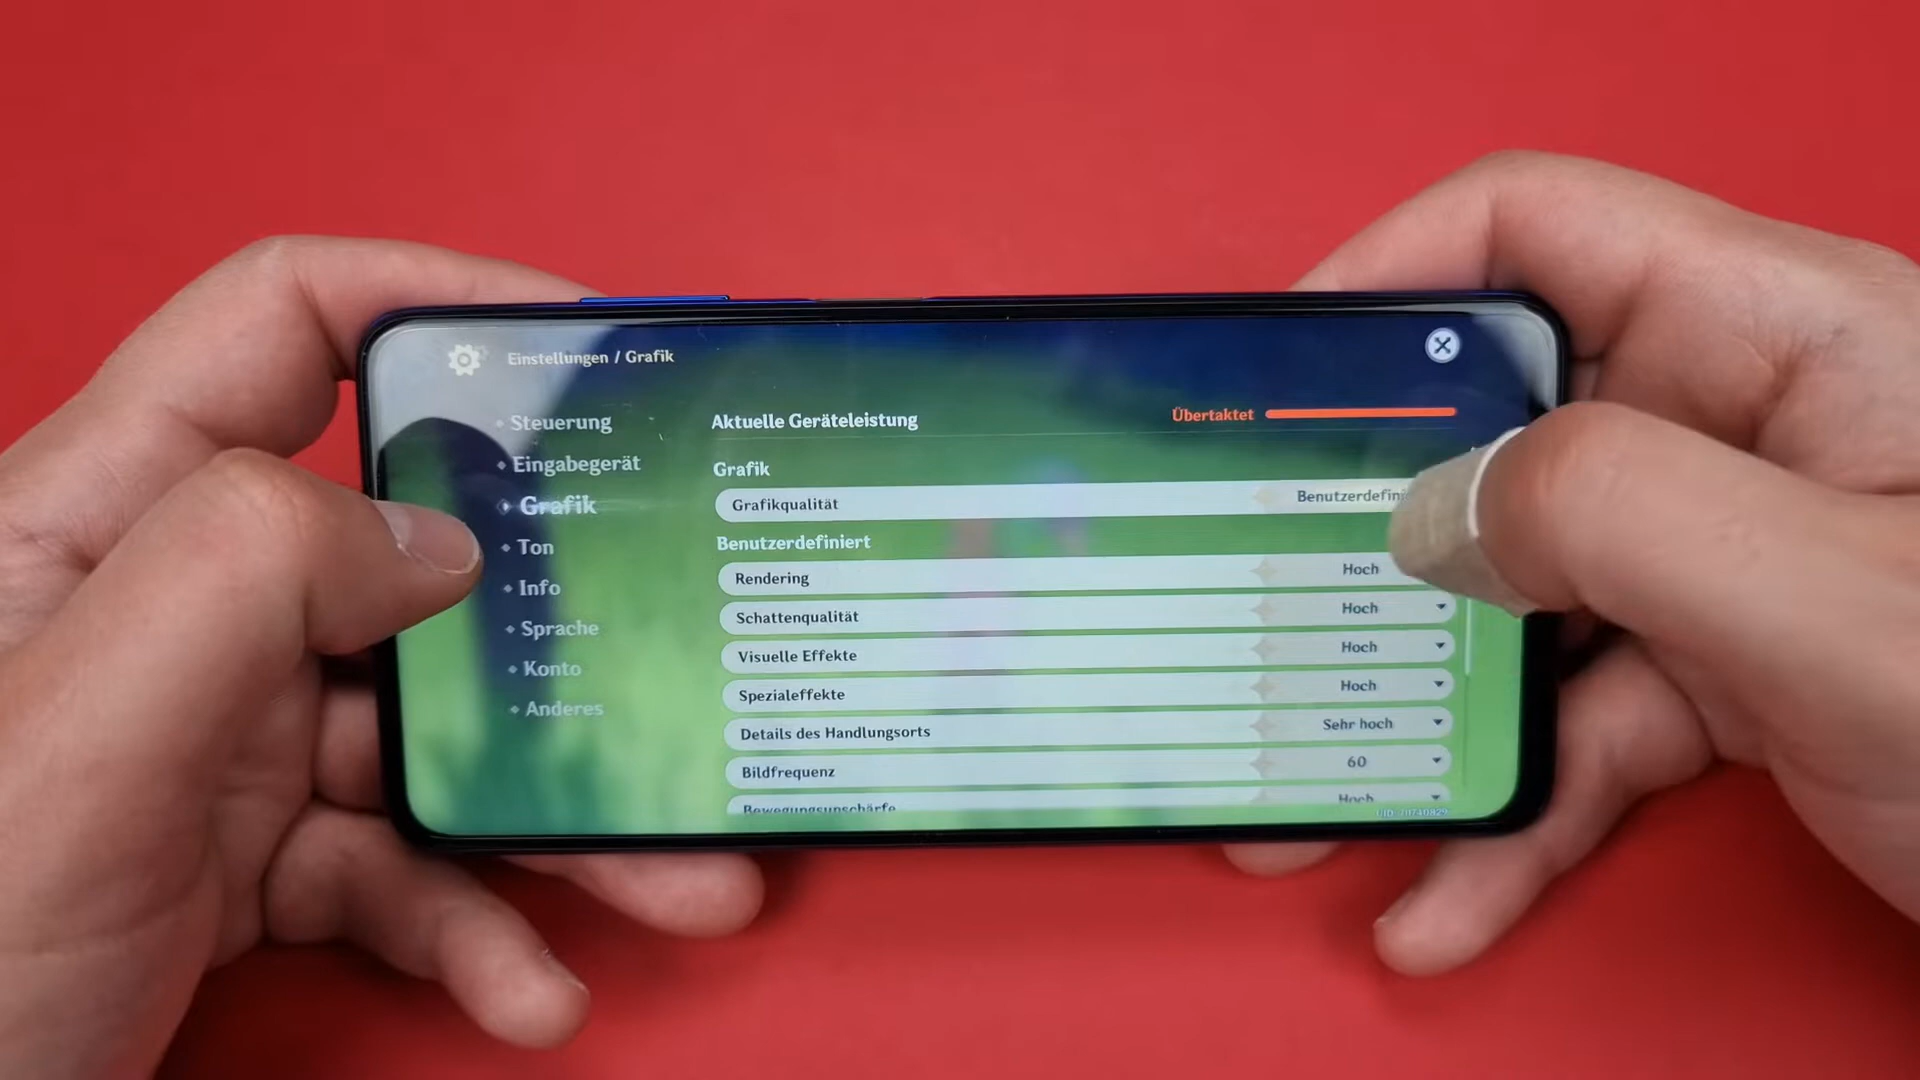 Einstellungen / Grafik
Steuerung
Eingabegerät
Grafik
Ton
Info
Sprache
Konto
Anderes
Aktuelle Geräteleistung Übertaktet
Grafik
Grafikqualität Benutzerdefini
Benutzerdefiniert
Rendering Hoch
Schattenqualität Hoch
Visuelle Effekte Hoch
Spezialeffekte Hoch
Details des Handlungsorts Sehr hoch
Bildfrequenz 60
Bewegungsunschärfe Hoch